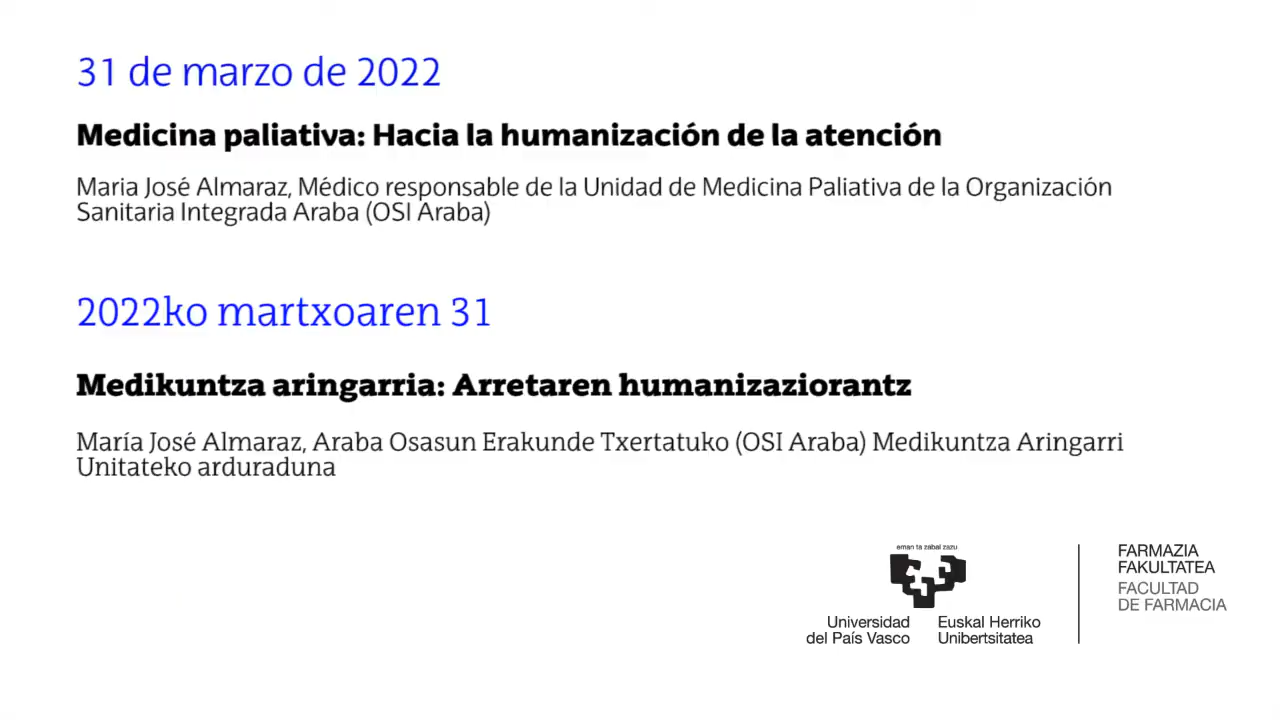 31 de marzo de 2022
Medicina paliativa: Hacia la humanización de la atención
Maria José Almaraz, Médico responsable de la Unidad de Medicina Paliativa de la Organización
Sanitaria Integrada Araba (OSI Araba)
2022ko martxoaren 31
Medikuntza aringarria: Arretaren humanizaziorantz
María José Almaraz, Araba Osasun Erakunde Txertatuko (OSI Araba) Medikuntza Aringarri
Unitateko arduraduna
eman ta zabal zazu
Universidad
del País Vasco
Euskal Herriko
Unibertsitatea
FARMAZIA
FAKULTATEA
FACULTAD
DE FARMACIA